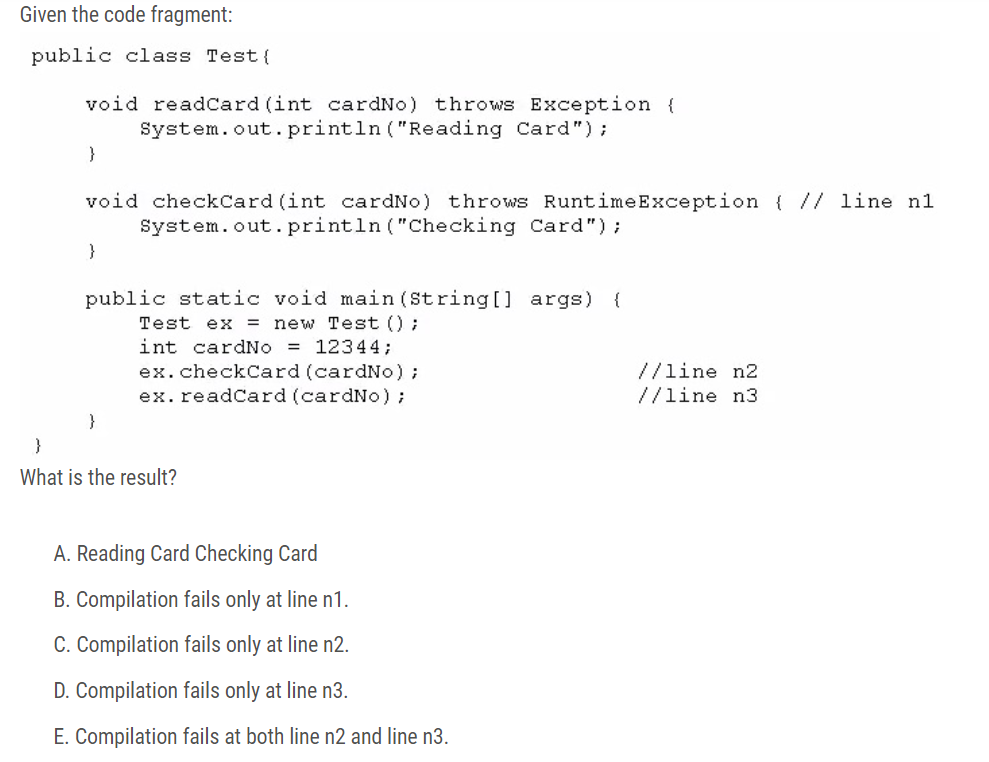 Given the code fragment:
public class Test{
void readCard(int cardNo) throws Exception {
System.out.println("Reading Card");
}
void checkCard(int cardNo) throws RuntimeException { // line n1
System.out.println("Checking Card");
}
public static void main(String[] args) {
Test ex = new Test();
int cardNo = 12344;
ex.checkCard(cardNo); //line n2
ex.readCard(cardNo); //line n3
}
}
What is the result?
A. Reading Card Checking Card
B. Compilation fails only at line n1.
C. Compilation fails only at line n2.
D. Compilation fails only at line n3.
E. Compilation fails at both line n2 and line n3.